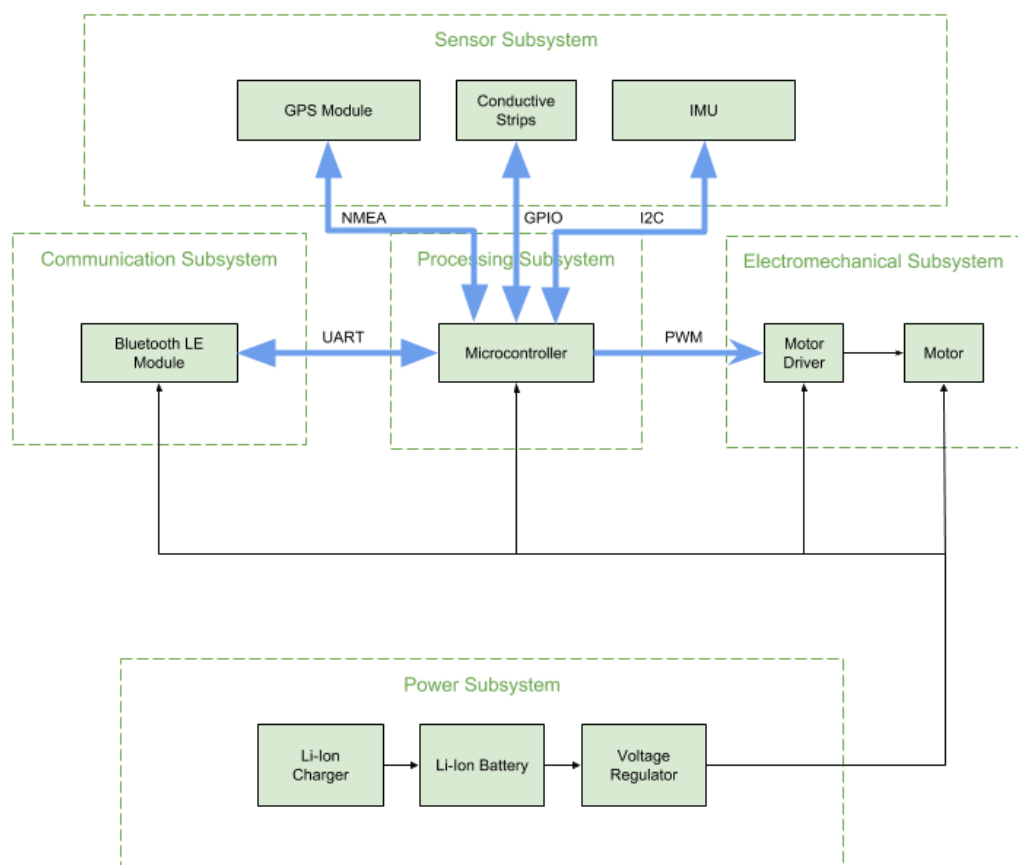 Sensor Subsystem
GPS Module
Conductive
Strips
IMU
NMEA
GPIO
I2C
Communication Subsystem
Processing Subsystem
Electromechanical Subsystem
Bluetooth LE
Module
UART
Microcontroller
PWM
Motor
Driver
Motor
Power Subsystem
Li-Ion
Charger
Li-Ion Battery
Voltage
Regulator